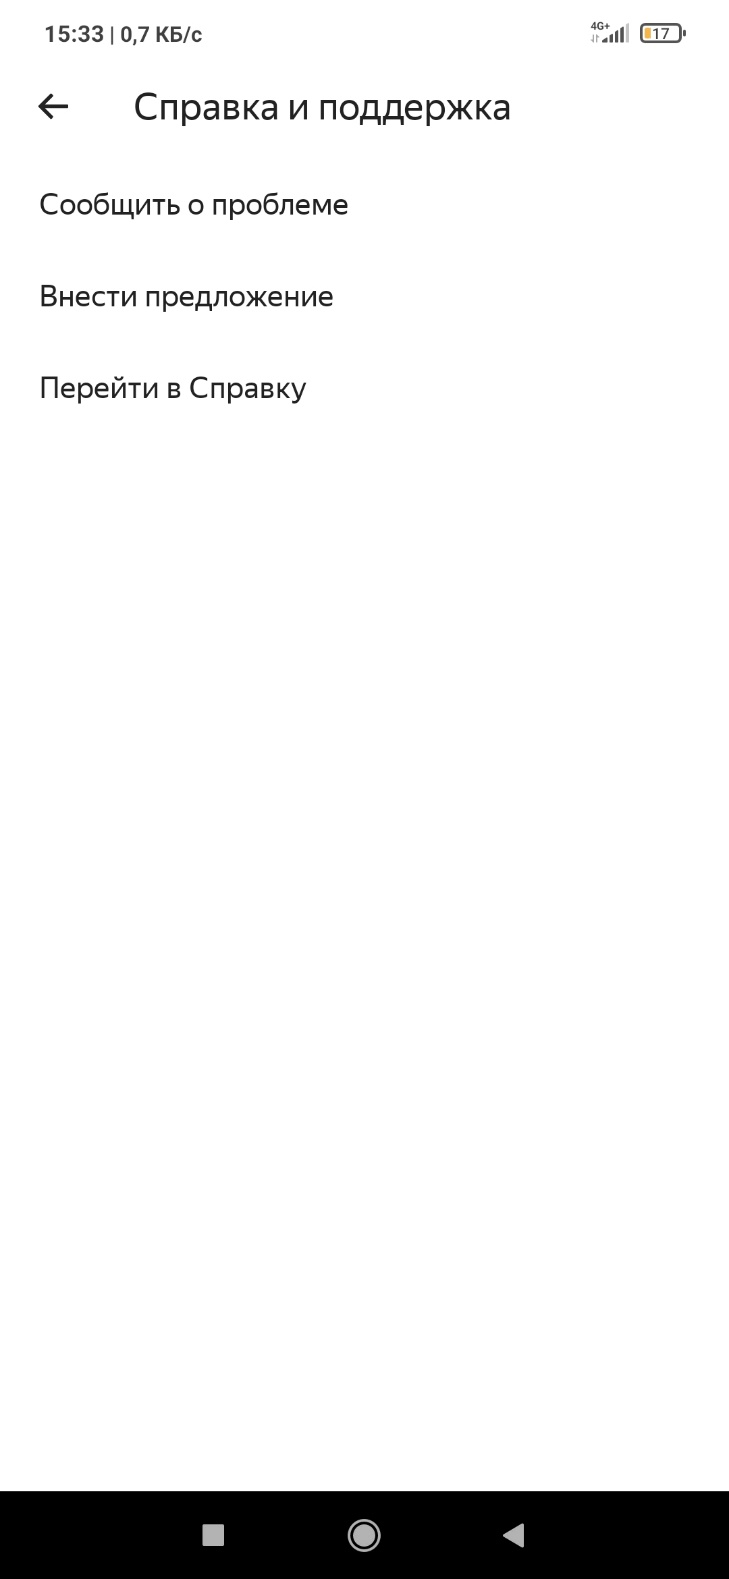 15:33 | 0,7 КБ/с 4G+ 17
Справка и поддержка
Сообщить о проблеме
Внести предложение
Перейти в Справку